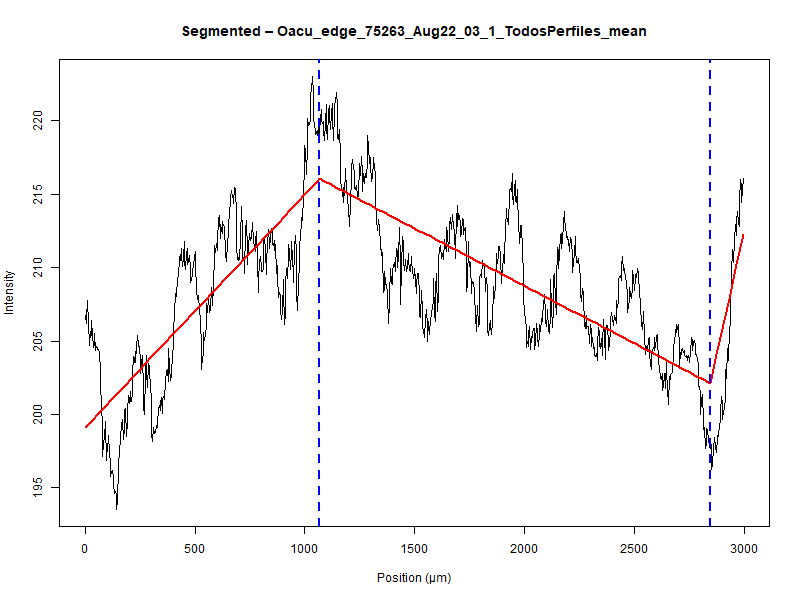 Segmented – Oacu_edge_75263_Aug22_03_1_TodosPerfiles_mean
Intensity
220
215
210
205
200
195
0 500 1000 1500 2000 2500 3000
Position (µm)